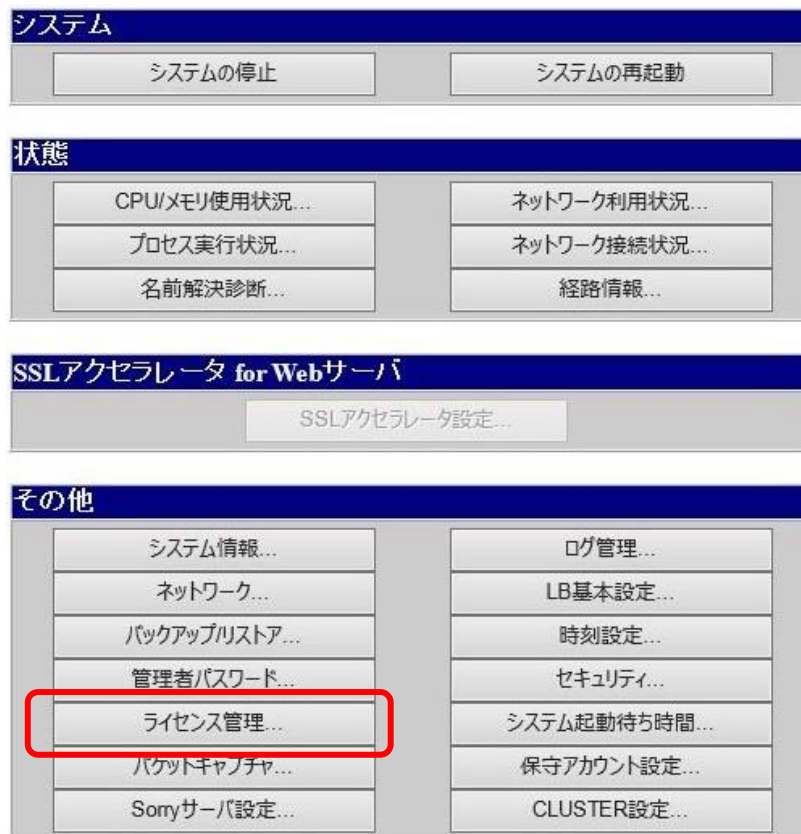 システム
システムの停止 システムの再起動
状態
CPU/メモリ使用状況... ネットワーク利用状況...
プロセス実行状況... ネットワーク接続状況...
名前解決診断... 経路情報...
SSLアクセラレータ for Webサーバ
SSLアクセラレータ設定...
その他
システム情報... ログ管理...
ネットワーク... LB基本設定...
バックアップ/リストア... 時刻設定...
管理者パスワード... セキュリティ...
ライセンス管理... システム起動待ち時間...
パケットキャプチャ... 保守アカウント設定...
Sorryサーバ設定... CLUSTER設定...